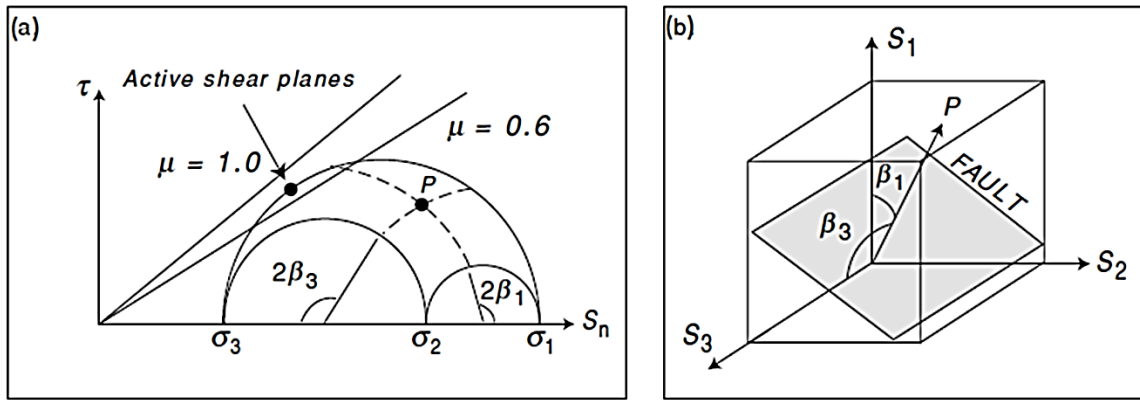 (a)
Active shear planes
τ
μ = 1.0
μ = 0.6
P
2β₃
2β₁
σ₃
σ₂
σ₁
Sₙ
(b)
S₁
P
β₁
FAULT
β₃
S₂
S₃